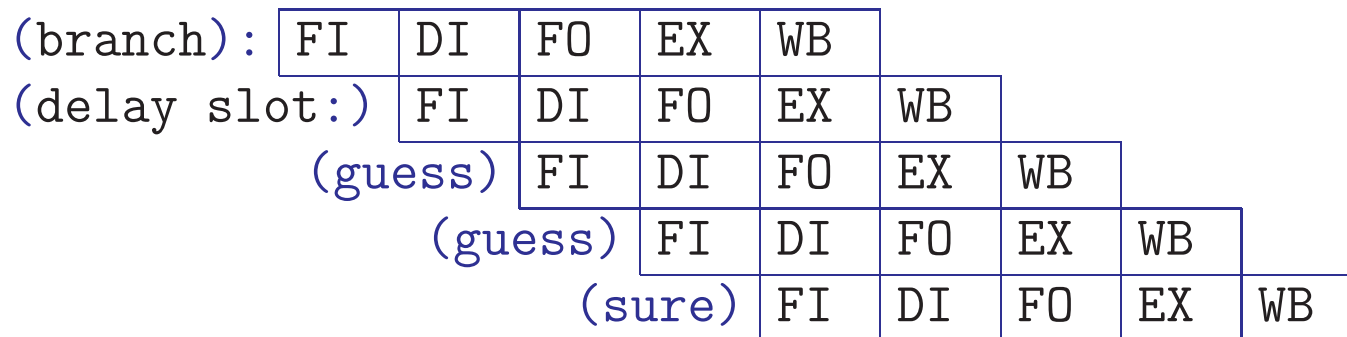 (branch): FI DI FO EX WB
(delay slot:) FI DI FO EX WB
(guess) FI DI FO EX WB
(guess) FI DI FO EX WB
(sure) FI DI FO EX WB